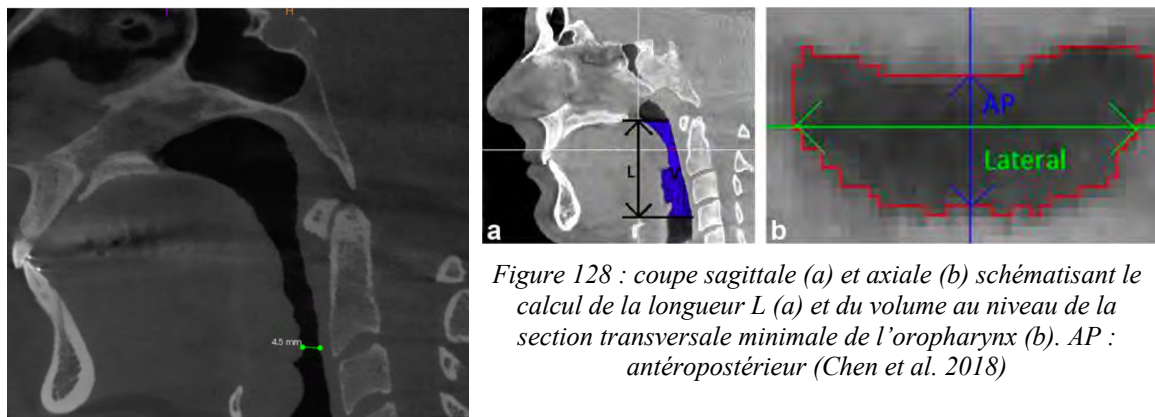 H
4.5 mm
L
V
a
AP
Lateral
b
Figure 128 : coupe sagittale (a) et axiale (b) schématisant le
calcul de la longueur L (a) et du volume au niveau de la
section transversale minimale de l’oropharynx (b). AP :
antéropostérieur (Chen et al. 2018)